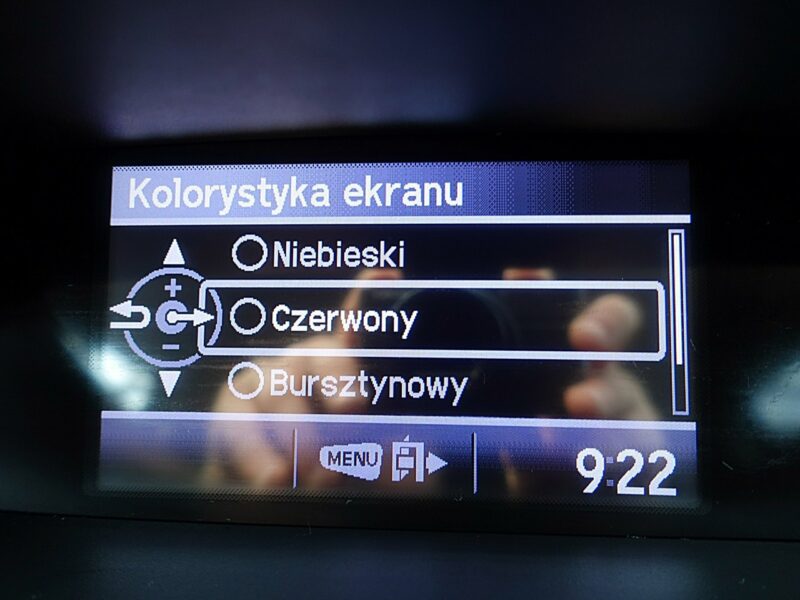 Kolorystyka ekranu
Niebieski
Czerwony
Bursztynowy
+
-
MENU
9:22